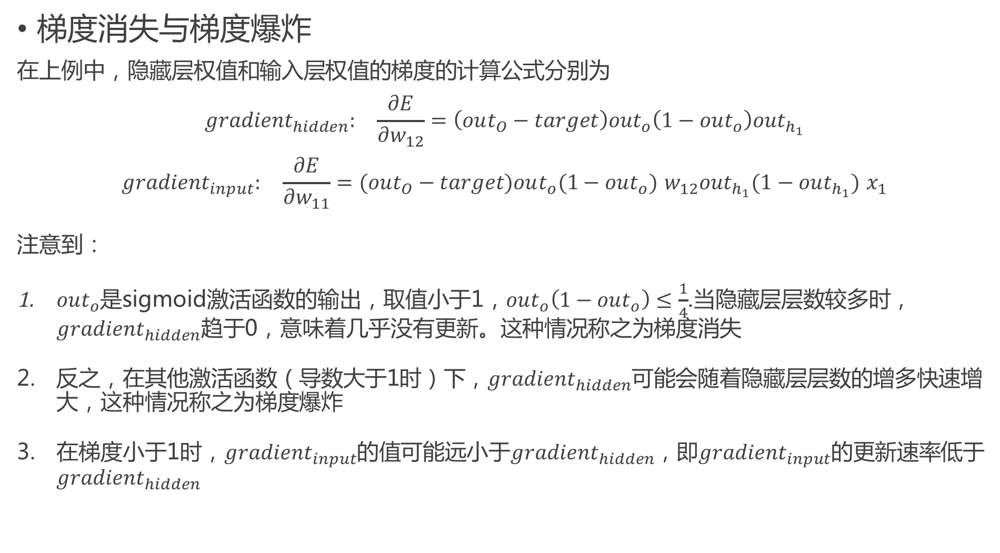 • 梯度消失与梯度爆炸
在上例中，隐藏层权值和输入层权值的梯度的计算公式分别为
$gradient_{hidden}: \quad \frac{\partial E}{\partial w_{12}} = (out_O - target)out_o(1 - out_o)out_{h_1}$
$gradient_{input}: \quad \frac{\partial E}{\partial w_{11}} = (out_O - target)out_o(1 - out_o)\ w_{12}out_{h_1}(1 - out_{h_1})\ x_1$
注意到：
1. $out_o$是sigmoid激活函数的输出，取值小于1，$out_o(1 - out_o) \leq \frac{1}{4}$.当隐藏层层数较多时，
$gradient_{hidden}$趋于0，意味着几乎没有更新。这种情况称之为梯度消失
2. 反之，在其他激活函数（导数大于1时）下，$gradient_{hidden}$可能会随着隐藏层层数的增多快速增
大，这种情况称之为梯度爆炸
3. 在梯度小于1时，$gradient_{input}$的值可能远小于$gradient_{hidden}$，即$gradient_{input}$的更新速率低于
$gradient_{hidden}$